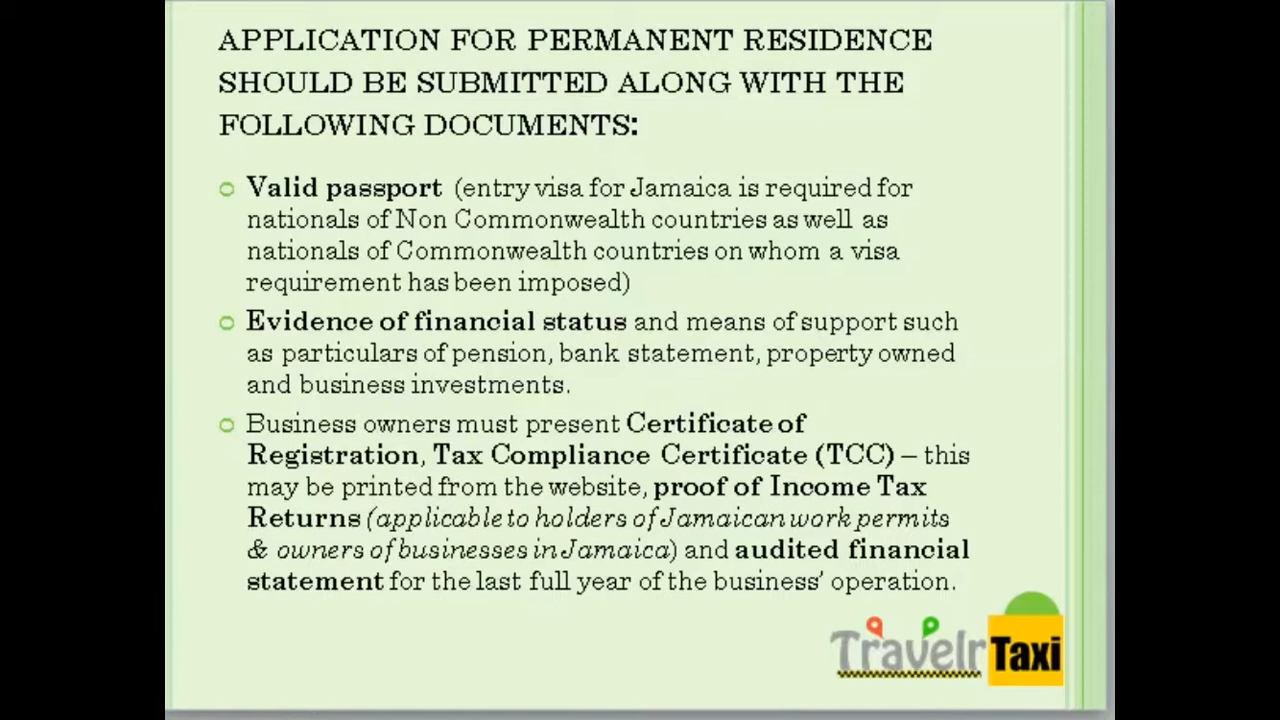 APPLICATION FOR PERMANENT RESIDENCE
SHOULD BE SUBMITTED ALONG WITH THE
FOLLOWING DOCUMENTS:
Valid passport (entry visa for Jamaica is required for
nationals of Non Commonwealth countries as well as
nationals of Commonwealth countries on whom a visa
requirement has been imposed)
Evidence of financial status and means of support such
as particulars of pension, bank statement, property owned
and business investments.
Business owners must present Certificate of
Registration, Tax Compliance Certificate (TCC) – this
may be printed from the website, proof of Income Tax
Returns (applicable to holders of Jamaican work permits
& owners of businesses in Jamaica) and audited financial
statement for the last full year of the business' operation.
Travelr Taxi